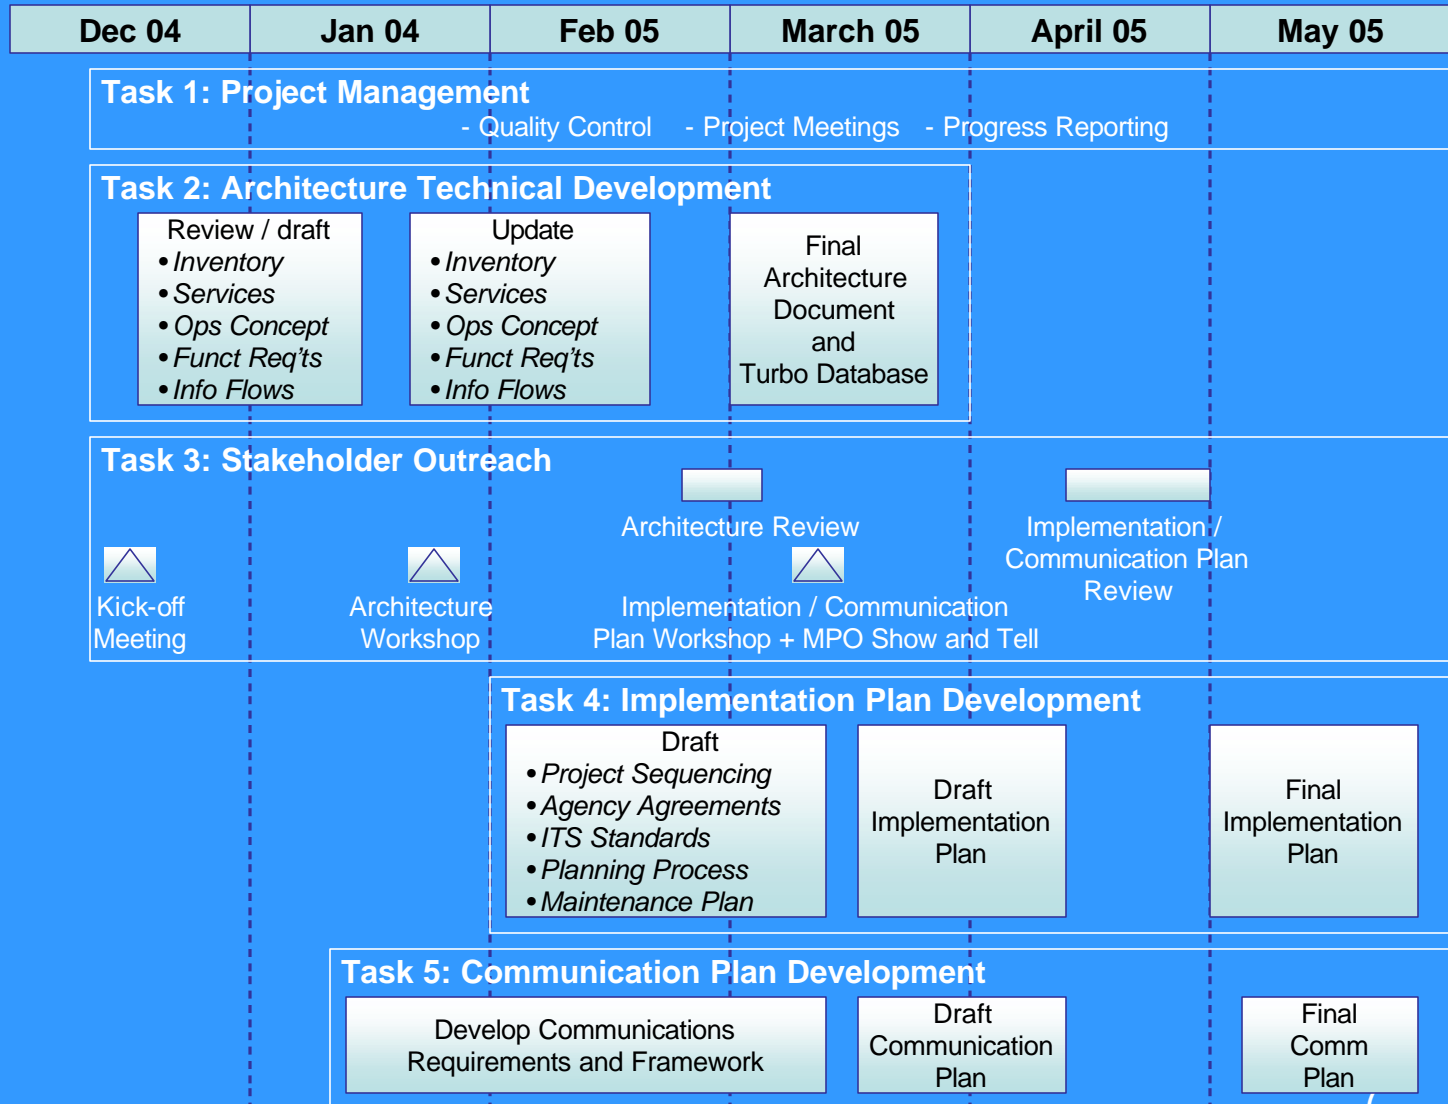 Dec 04 Jan 04 Feb 05 March 05 April 05 May 05
Task 1: Project Management
- Quality Control - Project Meetings - Progress Reporting
Task 2: Architecture Technical Development
Review / draft
• Inventory
• Services
• Ops Concept
• Funct Req'ts
• Info Flows
Update
• Inventory
• Services
• Ops Concept
• Funct Req'ts
• Info Flows
Final
Architecture
Document
and
Turbo Database
Task 3: Stakeholder Outreach
Architecture Review
Implementation /
Communication Plan
Review
Kick-off
Meeting
Architecture
Workshop
Implementation / Communication
Plan Workshop + MPO Show and Tell
Task 4: Implementation Plan Development
Draft
• Project Sequencing
• Agency Agreements
• ITS Standards
• Planning Process
• Maintenance Plan
Draft
Implementation
Plan
Final
Implementation
Plan
Task 5: Communication Plan Development
Develop Communications
Requirements and Framework
Draft
Communication
Plan
Final
Comm
Plan